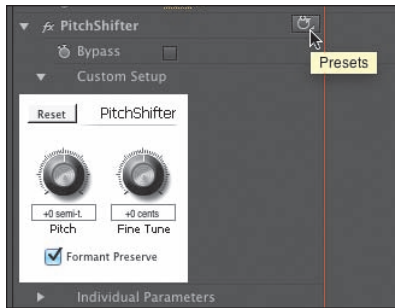 fx PitchShifter
Bypass
Presets
Custom Setup
Reset PitchShifter
+0 semi-t. +0 cents
Pitch Fine Tune
Formant Preserve
Individual Parameters